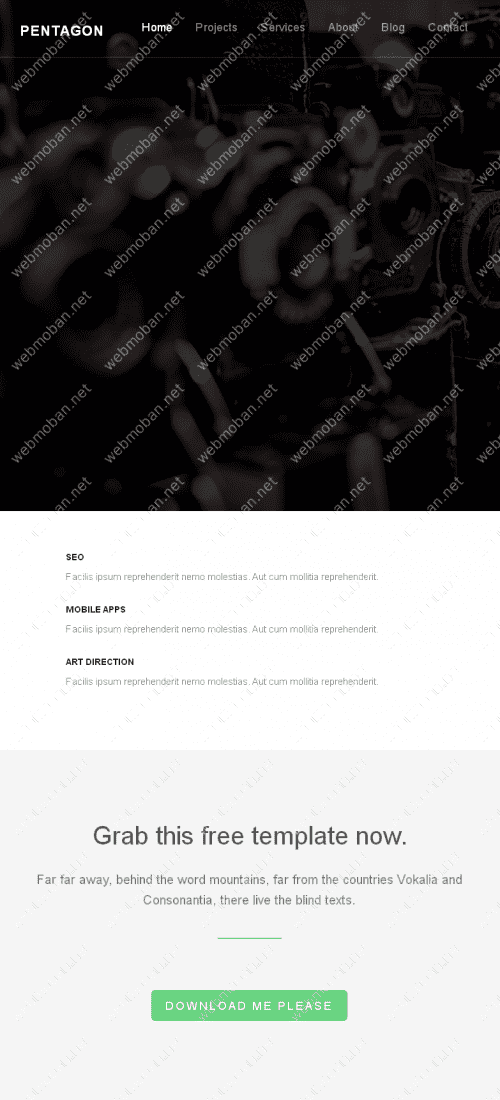 PENTAGON
Home Projects Services About Blog Contact
SEO
Facilis ipsum reprehenderit nemo molestias. Aut cum mollitia reprehenderit.
MOBILE APPS
Facilis ipsum reprehenderit nemo molestias. Aut cum mollitia reprehenderit.
ART DIRECTION
Facilis ipsum reprehenderit nemo molestias. Aut cum mollitia reprehenderit.
Grab this free template now.
Far far away, behind the word mountains, far from the countries Vokalia and
Consonantia, there live the blind texts.
DOWNLOAD ME PLEASE
webmoban.net